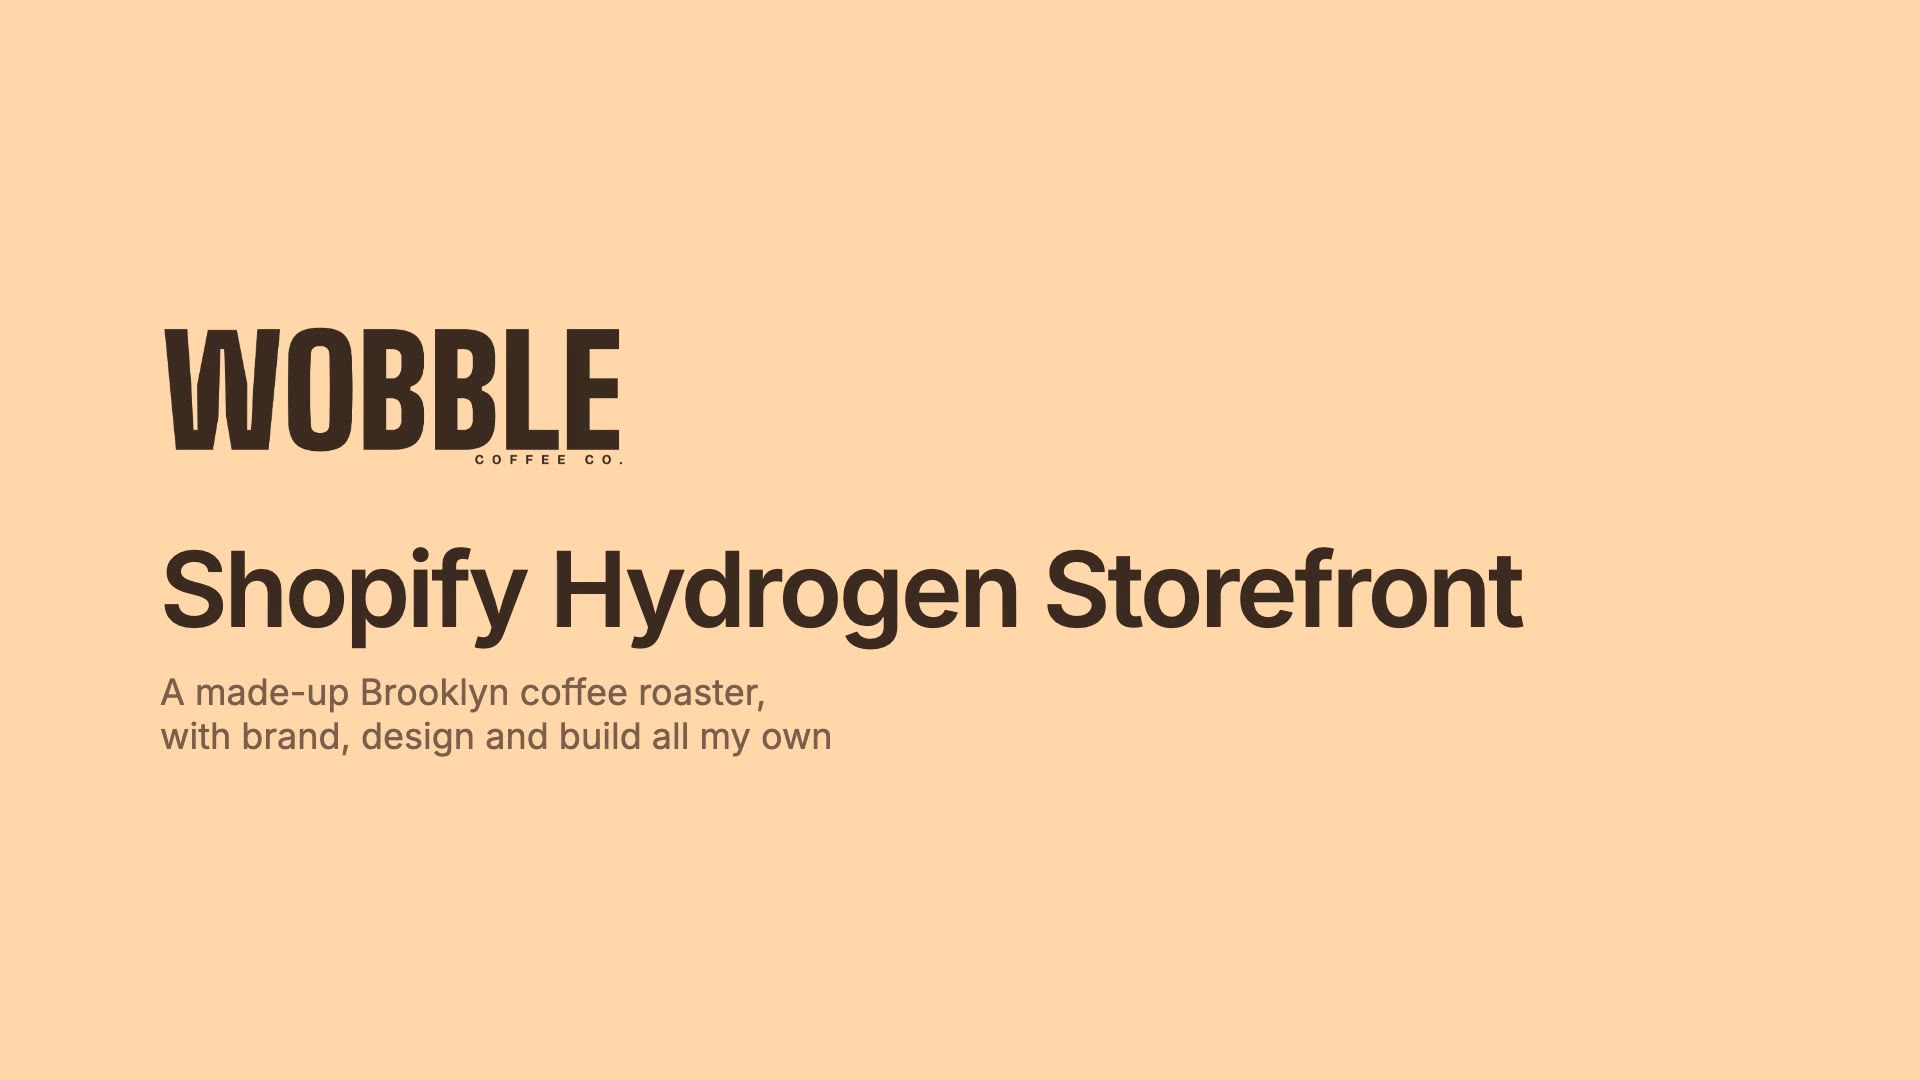 WOBBLE
COFFEE CO.
Shopify Hydrogen Storefront
A made-up Brooklyn coffee roaster,
with brand, design and build all my own